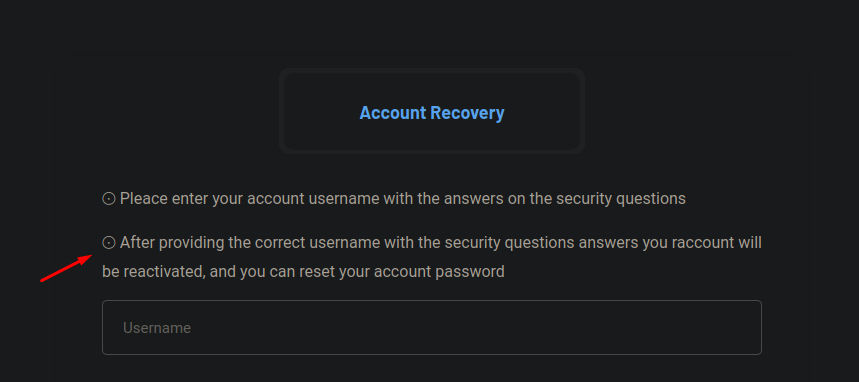 Account Recovery
⊙ Pleace enter your account username with the answers on the security questions
⊙ After providing the correct username with the security questions answers you raccount will
be reactivated, and you can reset your account password
Username